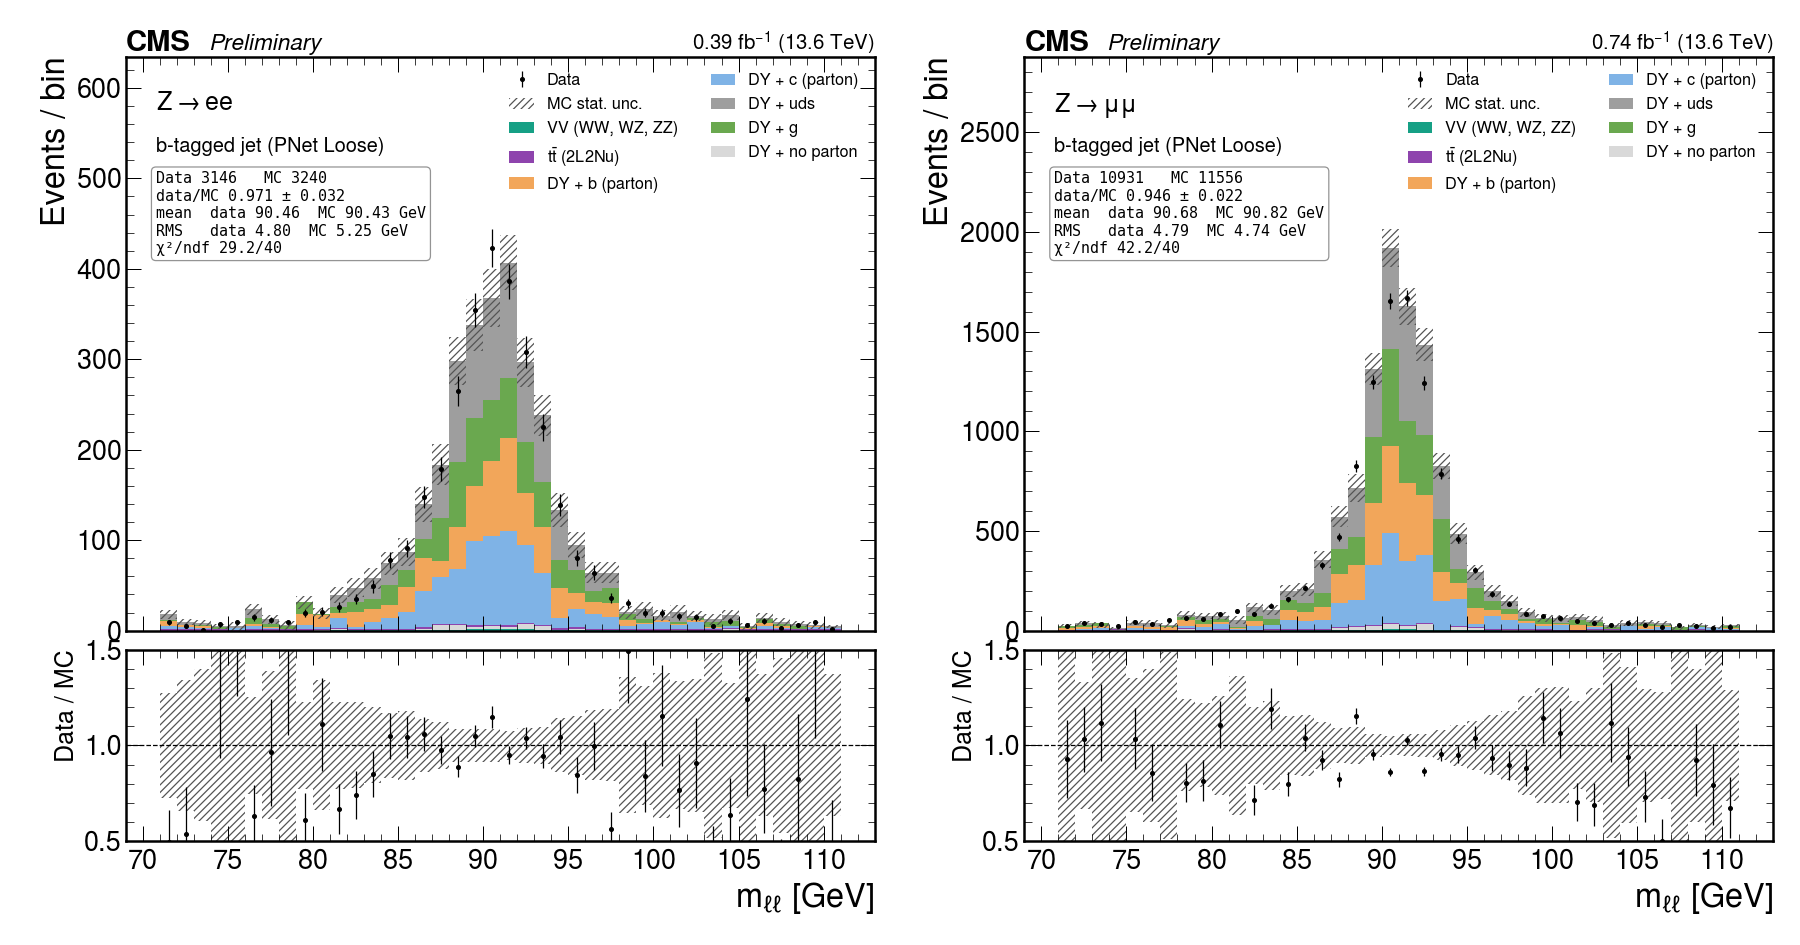 CMS Preliminary 0.39 fb⁻¹ (13.6 TeV)
Events / bin
600
500
400
300
200
100
0
Z → ee
b-tagged jet (PNet Loose)
Data 3146 MC 3240
data/MC 0.971 ± 0.032
mean data 90.46 MC 90.43 GeV
RMS data 4.80 MC 5.25 GeV
χ²/ndf 29.2/40
Data
MC stat. unc.
VV (WW, WZ, ZZ)
tt̄ (2L2Nu)
DY + b (parton)
DY + c (parton)
DY + uds
DY + g
DY + no parton
Data / MC
1.5
1.0
0.5
70 75 80 85 90 95 100 105 110
mℓℓ [GeV]
CMS Preliminary 0.74 fb⁻¹ (13.6 TeV)
Events / bin
2500
2000
1500
1000
500
0
Z → μμ
b-tagged jet (PNet Loose)
Data 10931 MC 11556
data/MC 0.946 ± 0.022
mean data 90.68 MC 90.82 GeV
RMS data 4.79 MC 4.74 GeV
χ²/ndf 42.2/40
Data
MC stat. unc.
VV (WW, WZ, ZZ)
tt̄ (2L2Nu)
DY + b (parton)
DY + c (parton)
DY + uds
DY + g
DY + no parton
Data / MC
1.5
1.0
0.5
70 75 80 85 90 95 100 105 110
mℓℓ [GeV]